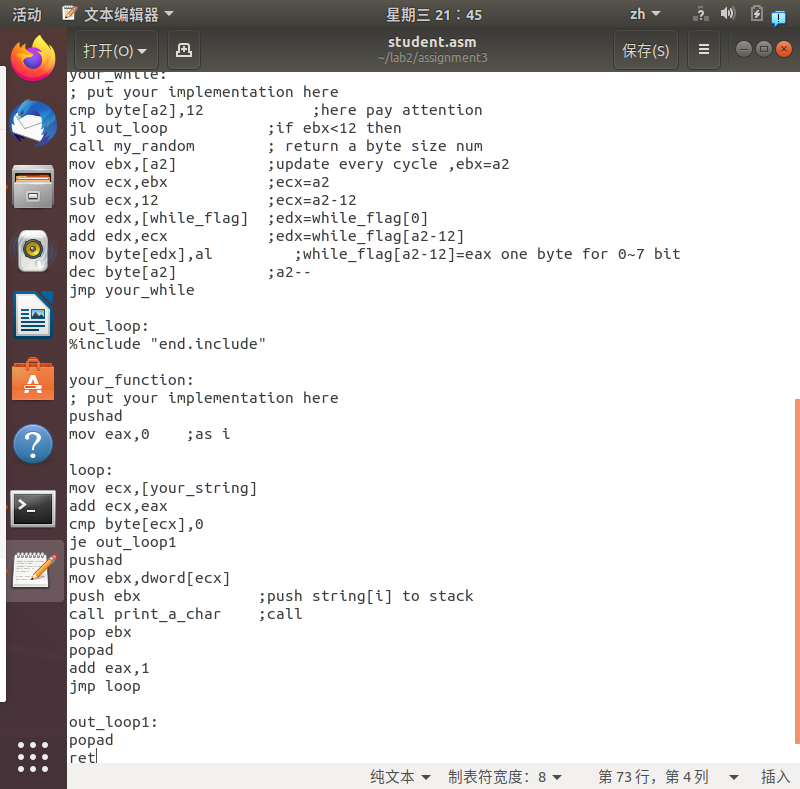 活动 文本编辑器 星期三 21：45 zh ?
打开(O) student.asm 保存(S)
~/lab2/assignment3
your_while:
; put your implementation here
cmp byte[a2],12 ;here pay attention
jl out_loop ;if ebx<12 then
call my_random ; return a byte size num
mov ebx,[a2] ;update every cycle ,ebx=a2
mov ecx,ebx ;ecx=a2
sub ecx,12 ;ecx=a2-12
mov edx,[while_flag] ;edx=while_flag[0]
add edx,ecx ;edx=while_flag[a2-12]
mov byte[edx],al ;while_flag[a2-12]=eax one byte for 0~7 bit
dec byte[a2] ;a2--
jmp your_while
out_loop:
%include "end.include"
your_function:
; put your implementation here
pushad
mov eax,0 ;as i
loop:
mov ecx,[your_string]
add ecx,eax
cmp byte[ecx],0
je out_loop1
pushad
mov ebx,dword[ecx]
push ebx ;push string[i] to stack
call print_a_char ;call
pop ebx
popad
add eax,1
jmp loop
out_loop1:
popad
ret
纯文本 制表符宽度：8 第 73 行，第 4 列 插入